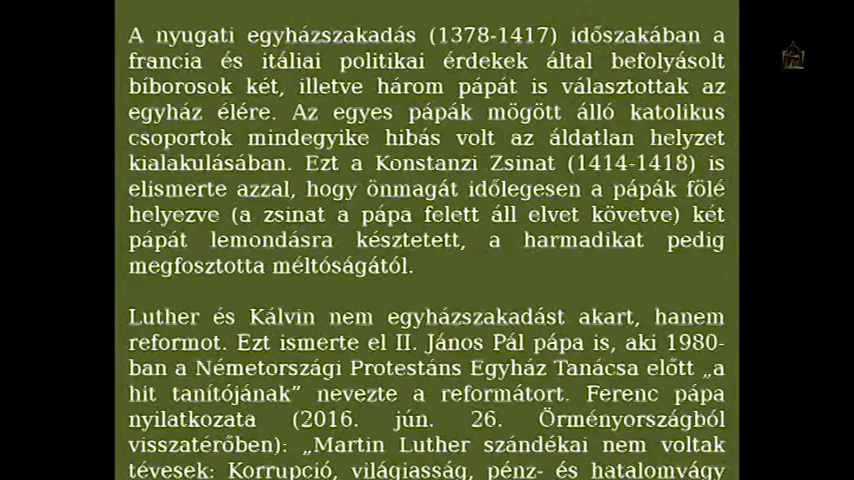 A nyugati egyházszakadás (1378-1417) időszakában a
francia és itáliai politikai érdekek által befolyásolt
bíborosok két, illetve három pápát is választottak az
egyház élére. Az egyes pápák mögött álló katolikus
csoportok mindegyike hibás volt az áldatlan helyzet
kialakulásában. Ezt a Konstanzi Zsinat (1414-1418) is
elismerte azzal, hogy önmagát időlegesen a pápák fölé
helyezve (a zsinat a pápa felett áll elvet követve) két
pápát lemondásra késztetett, a harmadikat pedig
megfosztotta méltóságától.
Luther és Kálvin nem egyházszakadást akart, hanem
reformot. Ezt ismerte el II. János Pál pápa is, aki 1980-
ban a Németországi Protestáns Egyház Tanácsa előtt „a
hit tanítójának” nevezte a reformátort. Ferenc pápa
nyilatkozata (2016. jún. 26. Örményországból
visszatérőben): „Martin Luther szándékai nem voltak
tévesek: Korrupció, világiasság, pénz- és hatalomvágy